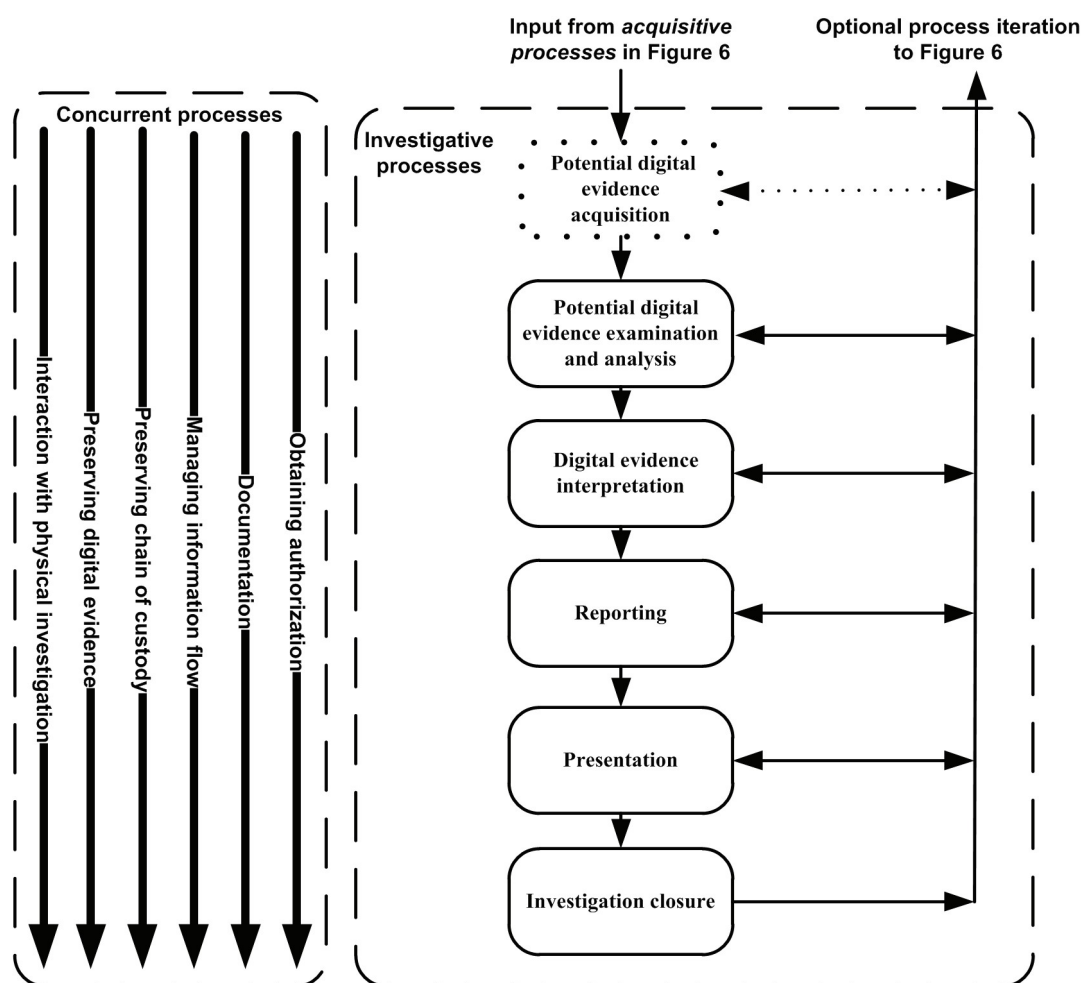 Input from acquisitive
processes in Figure 6
Optional process iteration
to Figure 6
Concurrent processes
Interaction with physical investigation
Preserving digital evidence
Preserving chain of custody
Managing information flow
Documentation
Obtaining authorization
Investigative
processes
Potential digital
evidence
acquisition
Potential digital
evidence examination
and analysis
Digital evidence
interpretation
Reporting
Presentation
Investigation closure